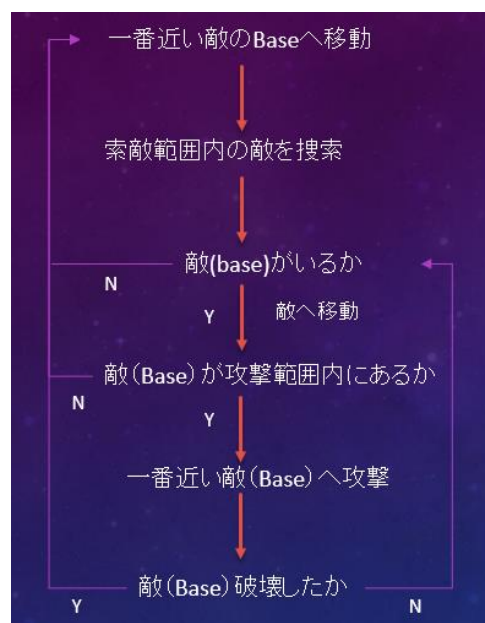 一番近い敵のBaseへ移動
索敵範囲内の敵を捜索
敵(base)がいるか
N
Y
敵へ移動
敵（Base）が攻撃範囲内にあるか
N
Y
一番近い敵（Base）へ攻撃
敵（Base）破壊したか
Y
N